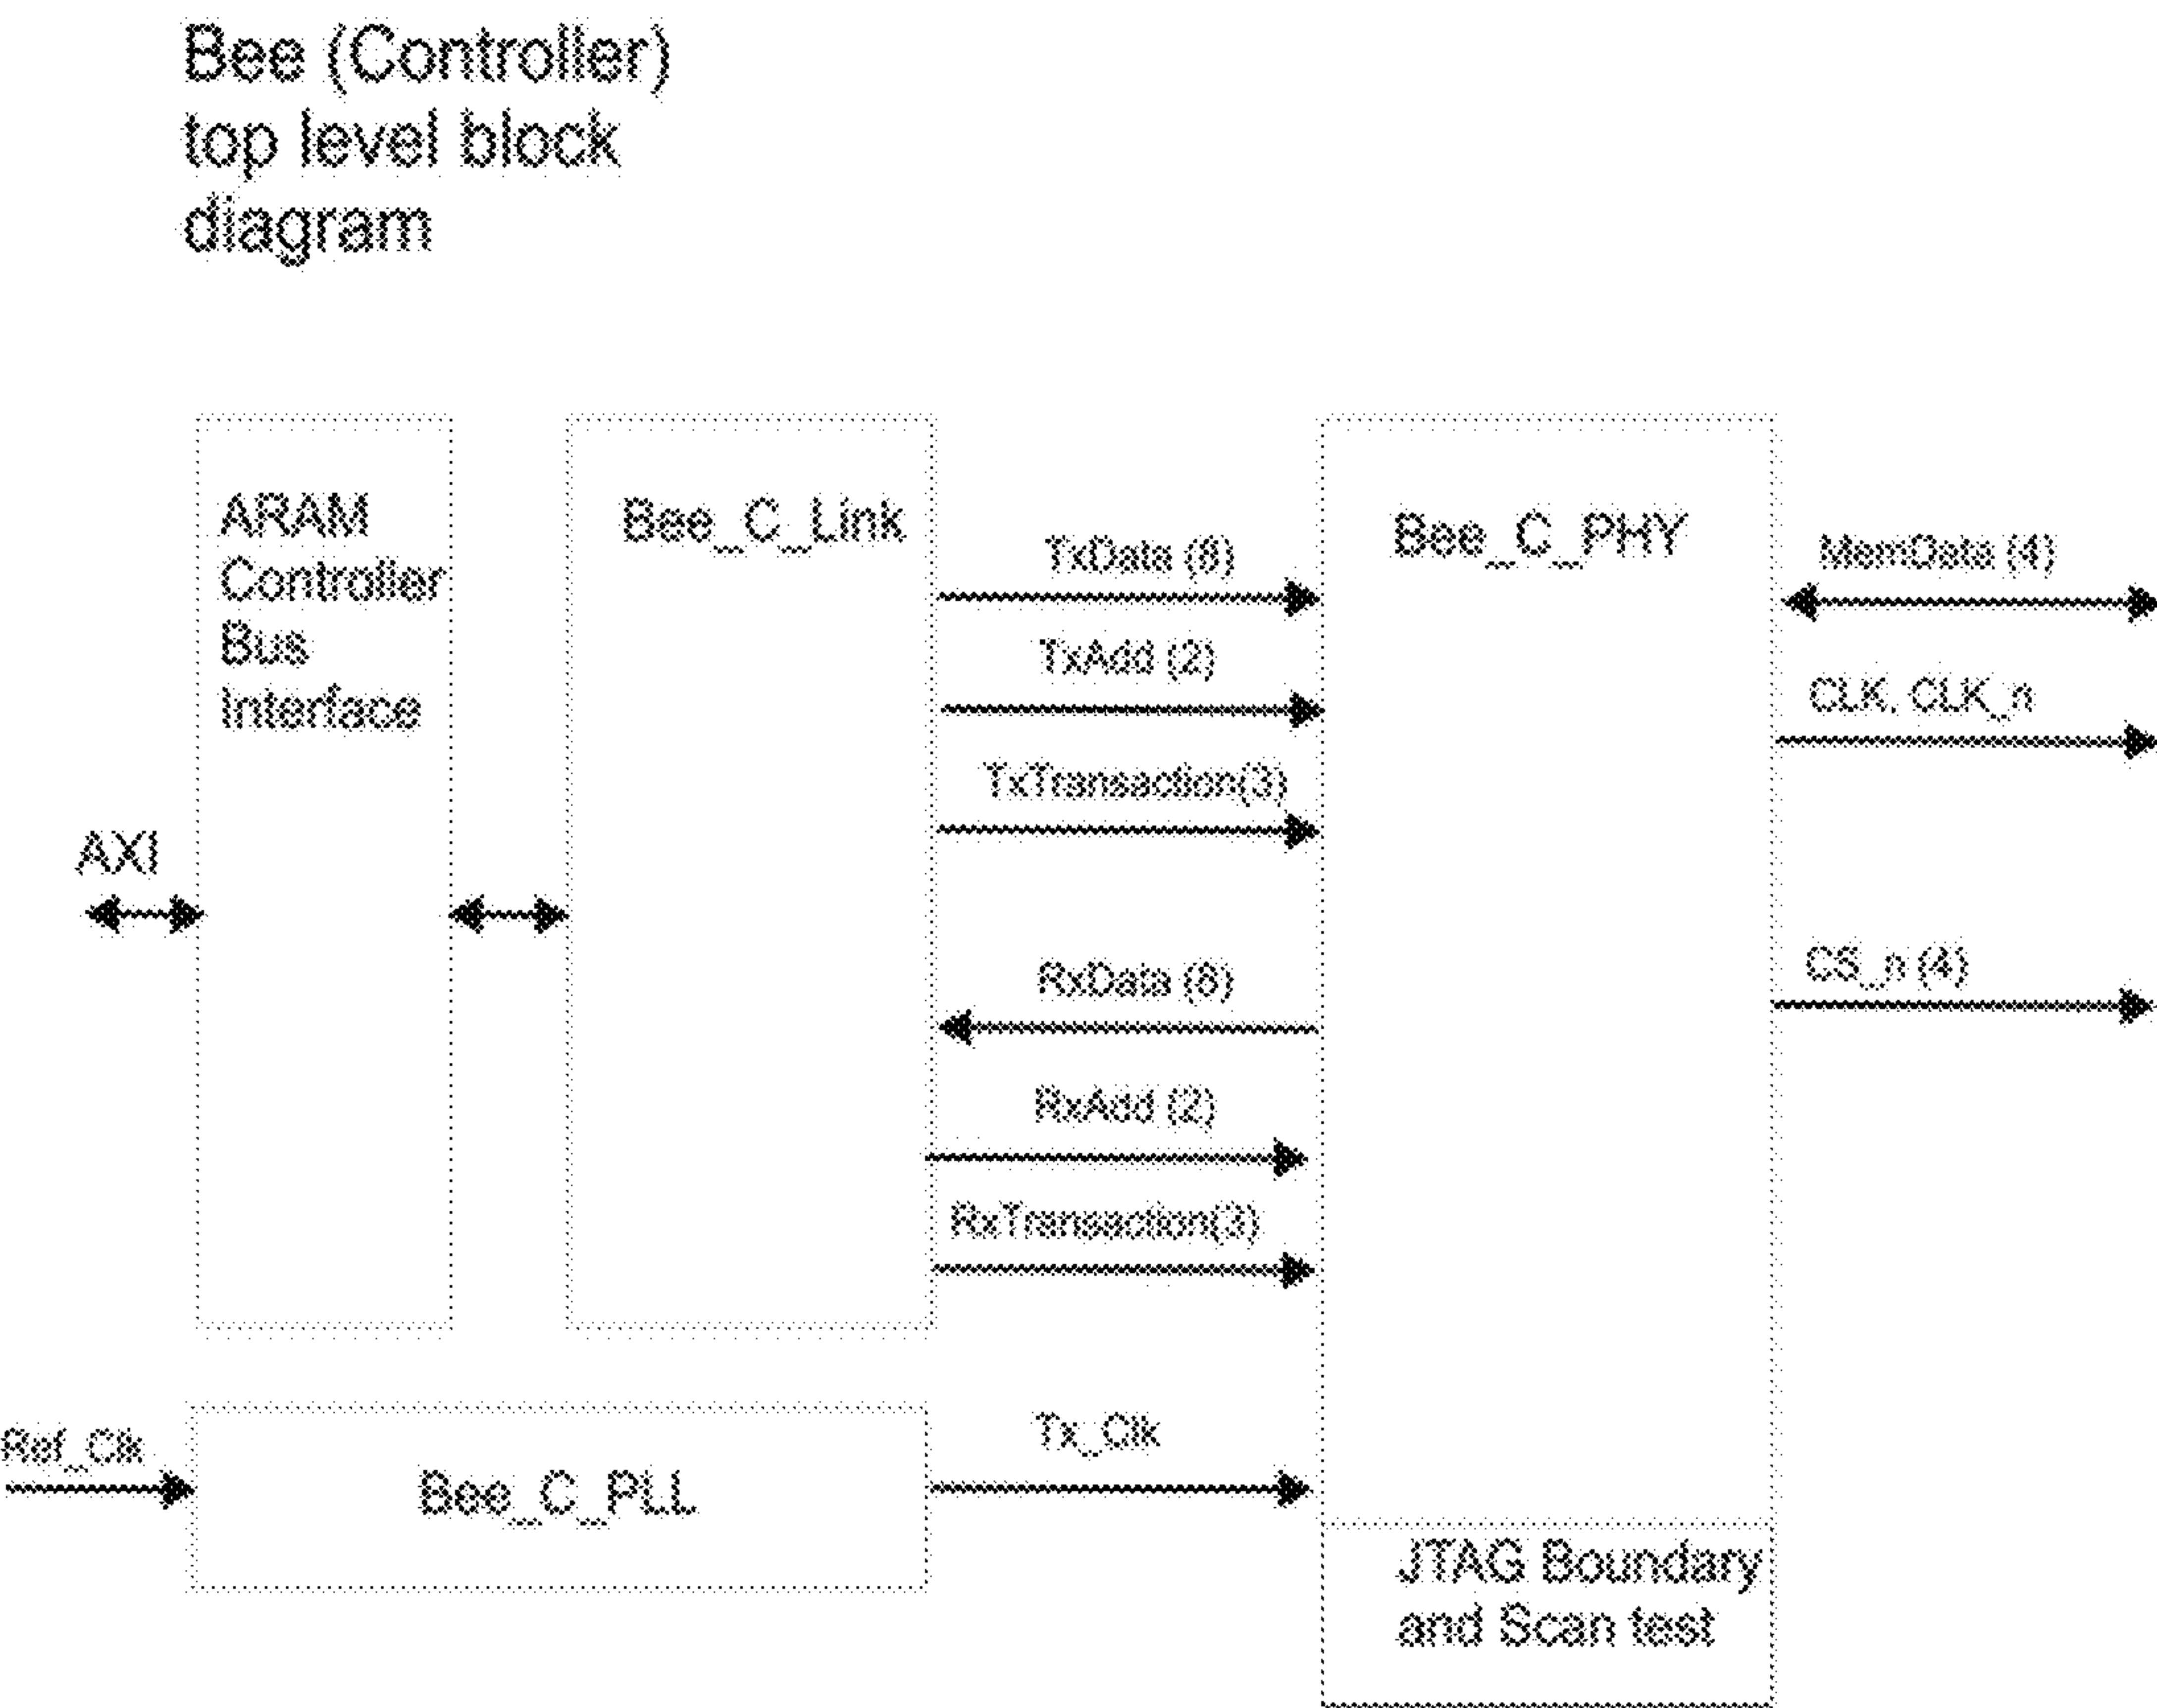 Bee (Controller)
top level block
diagram
ARAM
Controller
Bus
Interface
Bee_C_Link
Bee_C_PHY
TxData (8)
MemData (4)
TxAdd (2)
CLK, CLK_n
TxTransaction(3)
AXI
RxData (8)
CS_n (4)
RxAdd (2)
RxTransaction(3)
Ref_Clk
Tx_Clk
Bee_C_PLL
JTAG Boundary
and Scan test